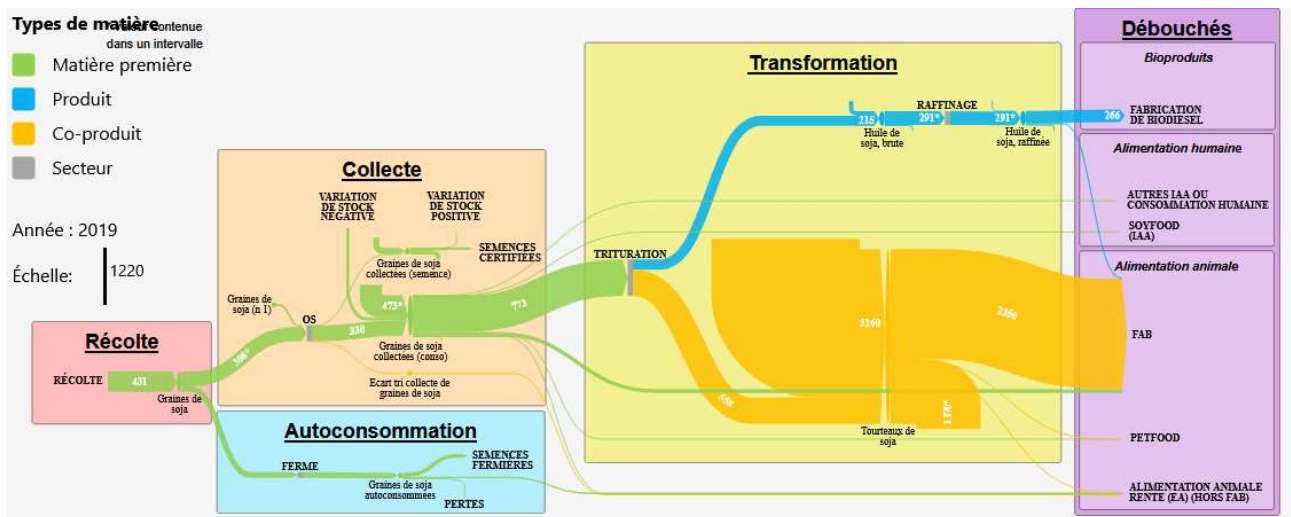 Types de matière
* Valeur contenue
dans un intervalle
Matière première
Produit
Co-produit
Secteur
Année : 2019
Échelle:
1220
Récolte
RÉCOLTE
431
Graines de
soja
Collecte
VARIATION
DE STOCK
NÉGATIVE
VARIATION
DE STOCK
POSITIVE
SEMENCES
CERTIFIÉES
Graines de soja
collectées (semence)
Graines de
soja (n 1)
OS
306*
330
473*
773
Graines de soja
collectées (conso)
Ecart tri collecte de
graines de soja
Autoconsommation
FERME
SEMENCES
FERMIÈRES
Graines de soja
autoconsommées
PERTES
Transformation
TRITURATION
RAFFINAGE
215
291*
291*
Huile de
soja, brute
Huile de
soja, raffinée
3160
2360
558
1370*
Tourteaux de
soja
Débouchés
Bioproduits
266
FABRICATION
DE BIODIESEL
Alimentation humaine
AUTRES IAA OU
CONSOMMATION HUMAINE
SOYFOOD
(IAA)
Alimentation animale
FAB
PETFOOD
ALIMENTATION ANIMALE
RENTE (EA) (HORS FAB)